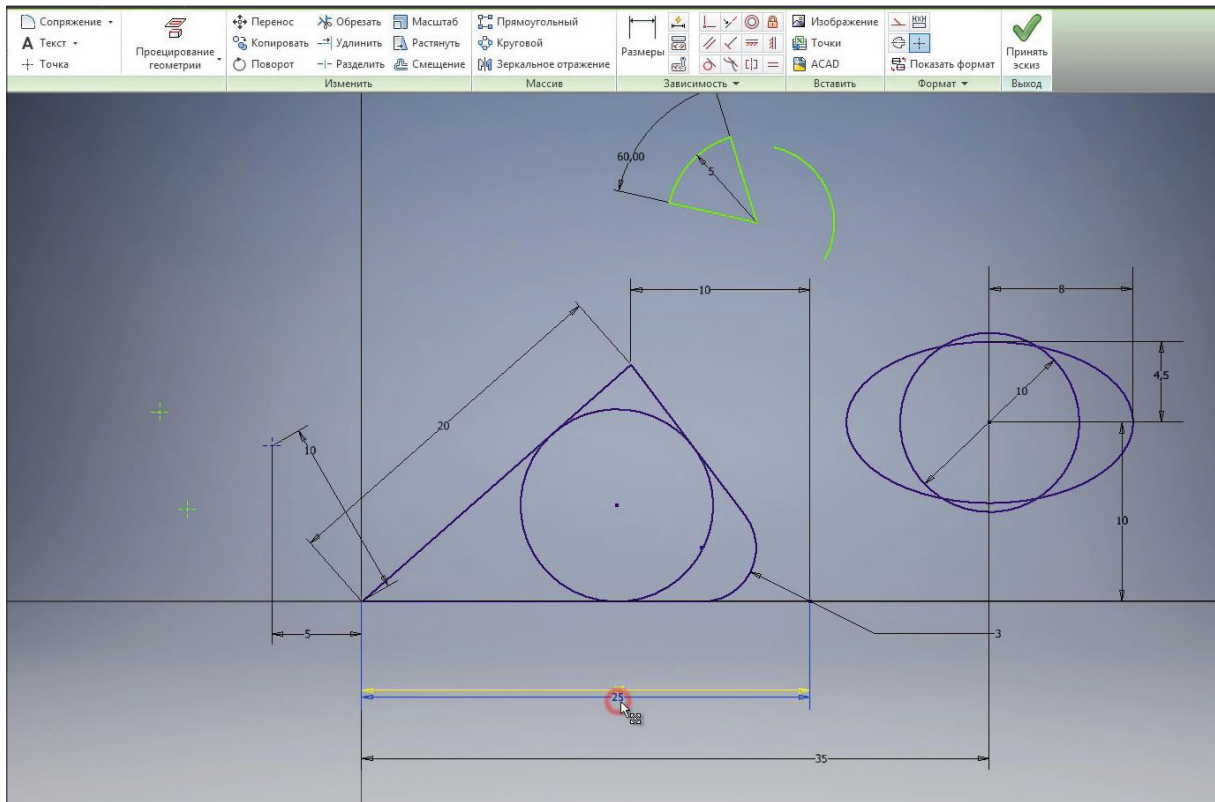 Сопряжение
Текст
Точка
Проецирование
геометрии
Перенос
Копировать
Поворот
Обрезать
Удлинить
Разделить
Масштаб
Растянуть
Смещение
Изменить
Прямоугольный
Круговой
Зеркальное отражение
Массив
Размеры
Зависимость
Изображение
Точки
ACAD
Вставить
Показать формат
Формат
Принять
эскиз
Выход
60,00
5
10
8
4,5
10
20
10
10
5
3
25
35